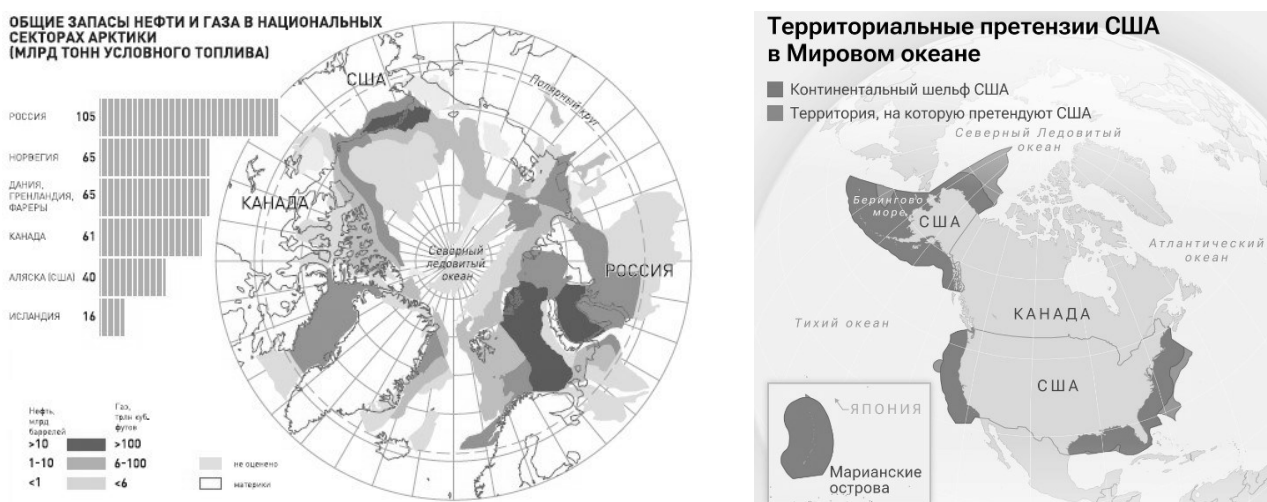 ОБЩИЕ ЗАПАСЫ НЕФТИ И ГАЗА В НАЦИОНАЛЬНЫХ
СЕКТОРАХ АРКТИКИ
(МЛРД ТОНН УСЛОВНОГО ТОПЛИВА)
РОССИЯ 105
НОРВЕГИЯ 65
ДАНИЯ,
ГРЕНЛАНДИЯ, 65
ФАРЕРЫ
КАНАДА 61
АЛЯСКА (США) 40
ИСЛАНДИЯ 16
США
Полярный круг
КАНАДА
Северный
ледовитый
океан
РОССИЯ
Нефть, Газ,
млрд трлн куб.
баррелей футов
>10 >100
1-10 6-100
<1 <6
не оценено
материки
Территориальные претензии США
в Мировом океане
Континентальный шельф США
Территория, на которую претендуют США
Северный Ледовитый
океан
Берингово
море
США
Атлантический
океан
Тихий океан
КАНАДА
США
ЯПОНИЯ
Марианские
острова